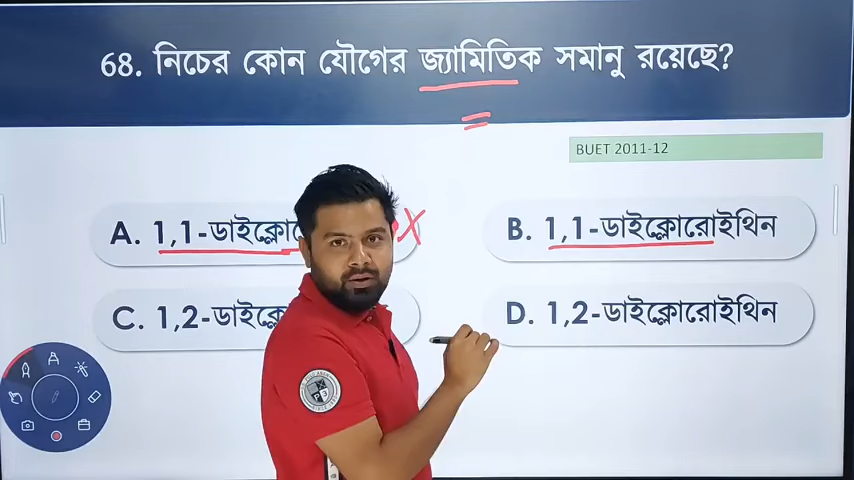 68. নিচের কোন যৌগের জ্যামিতিক সমানু রয়েছে?
BUET 2011-12
A. 1,1-ডাইক্লো
B. 1,1-ডাইক্লোরোইথিন
C. 1,2-ডাইক্লো
D. 1,2-ডাইক্লোরোইথিন